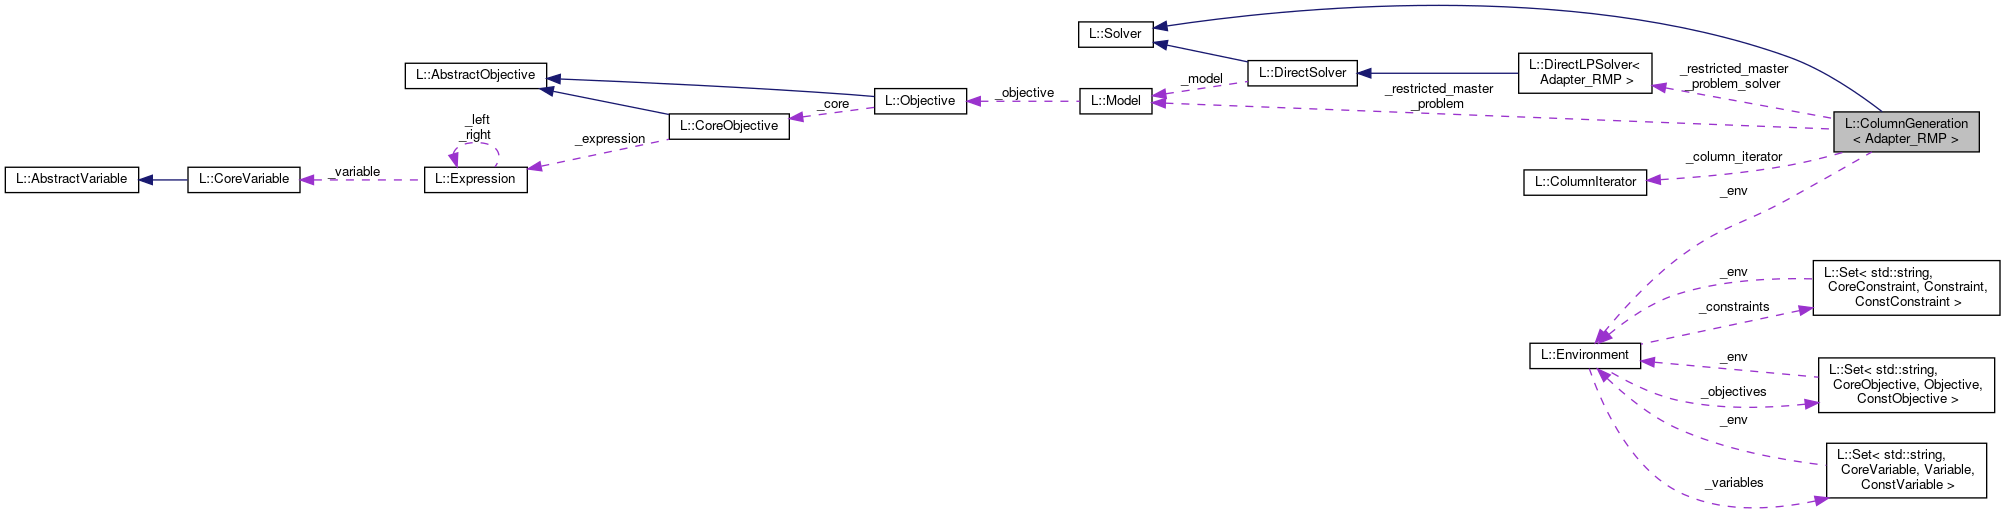 L::Solver
L::AbstractObjective
L::DirectSolver
L::DirectLPSolver<
Adapter_RMP >
_restricted_master
_problem_solver
_model
_restricted_master
_problem
_objective
L::Model
L::Objective
_core
L::CoreObjective
L::ColumnGeneration
< Adapter_RMP >
_left
_right
_expression
_column_iterator
L::AbstractVariable
L::CoreVariable
_variable
L::Expression
L::ColumnIterator
_env
L::Set< std::string,
CoreConstraint, Constraint,
ConstConstraint >
_env
_constraints
L::Environment
_env
L::Set< std::string,
CoreObjective, Objective,
ConstObjective >
_objectives
_env
L::Set< std::string,
CoreVariable, Variable,
ConstVariable >
_variables